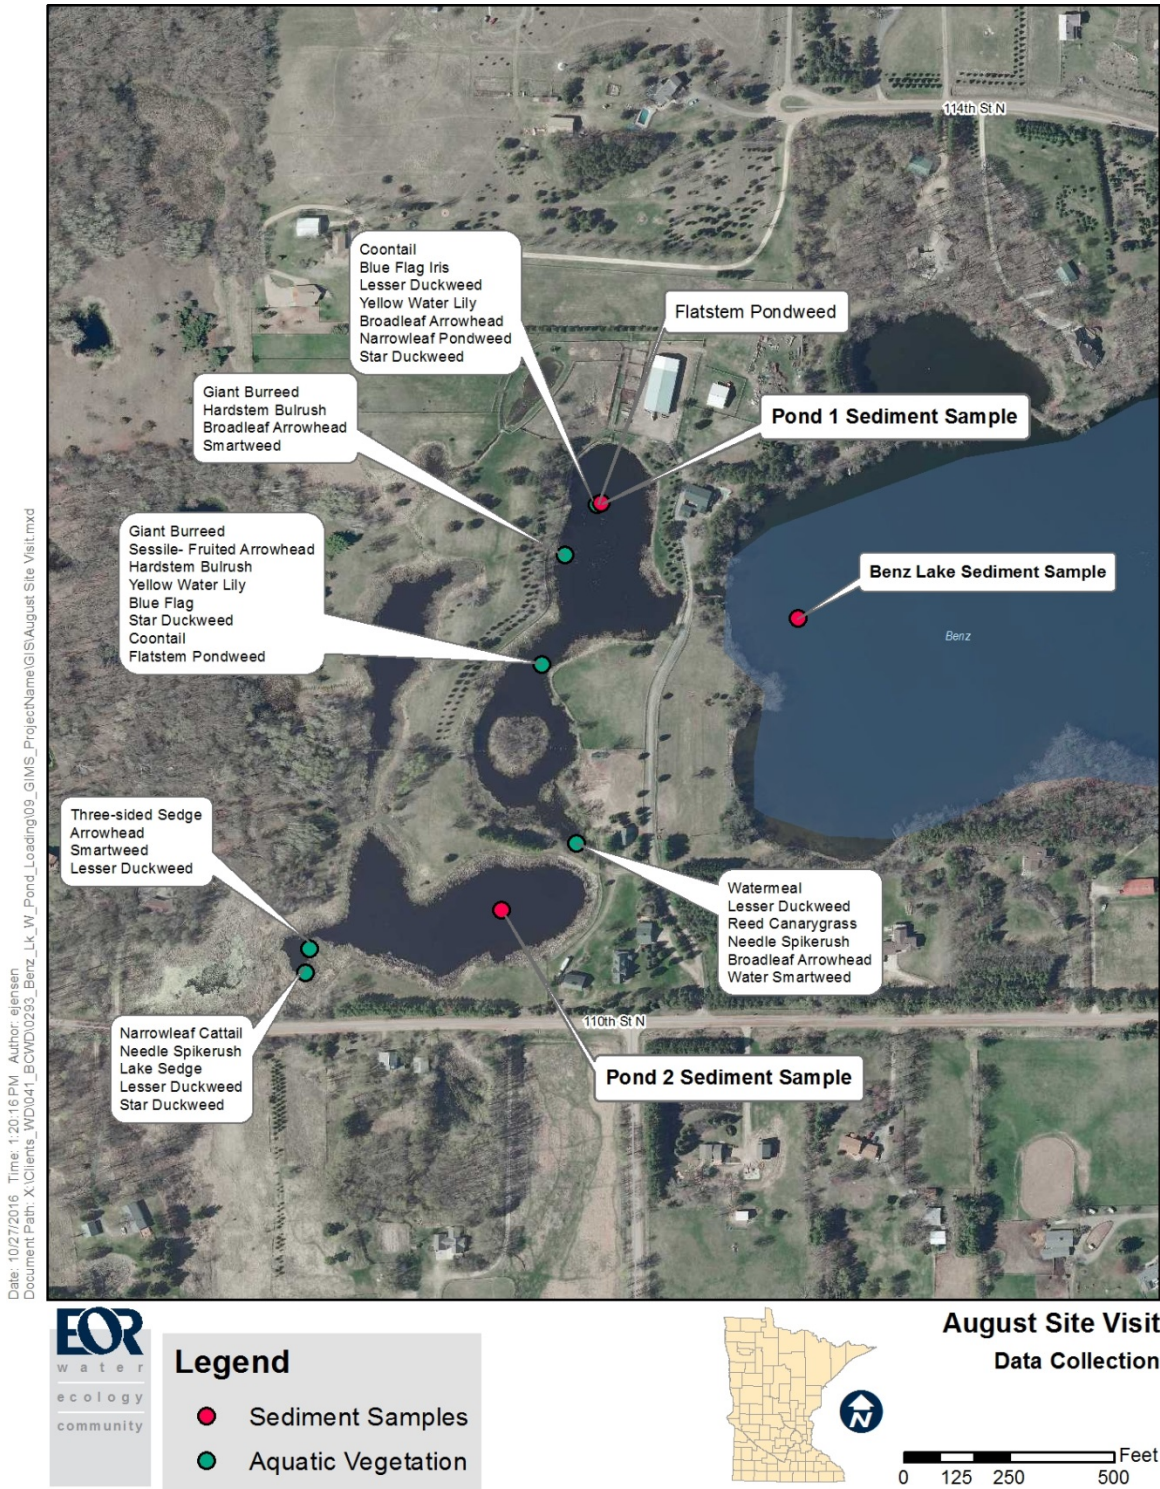 114th St N
Coontail
Blue Flag Iris
Lesser Duckweed
Yellow Water Lily
Broadleaf Arrowhead
Narrowleaf Pondweed
Star Duckweed
Flatstem Pondweed
Giant Burreed
Hardstem Bulrush
Broadleaf Arrowhead
Smartweed
Pond 1 Sediment Sample
Giant Burreed
Sessile- Fruited Arrowhead
Hardstem Bulrush
Yellow Water Lily
Blue Flag
Star Duckweed
Coontail
Flatstem Pondweed
Benz Lake Sediment Sample
Benz
Three-sided Sedge
Arrowhead
Smartweed
Lesser Duckweed
Watermeal
Lesser Duckweed
Reed Canarygrass
Needle Spikerush
Broadleaf Arrowhead
Water Smartweed
110th St N
Narrowleaf Cattail
Needle Spikerush
Lake Sedge
Lesser Duckweed
Star Duckweed
Pond 2 Sediment Sample
Date: 10/27/2016 Time: 1:20:16 PM Author: ejensen
Document Path: X:\Clients_WD\041_BCWD\0293_Benz_Lk_W_Pond_Loading\09_GIMS_ProjectName\GIS\August Site Visit.mxd
EOR
water
ecology
community
Legend
Sediment Samples
Aquatic Vegetation
August Site Visit
Data Collection
N
Feet
0 125 250 500